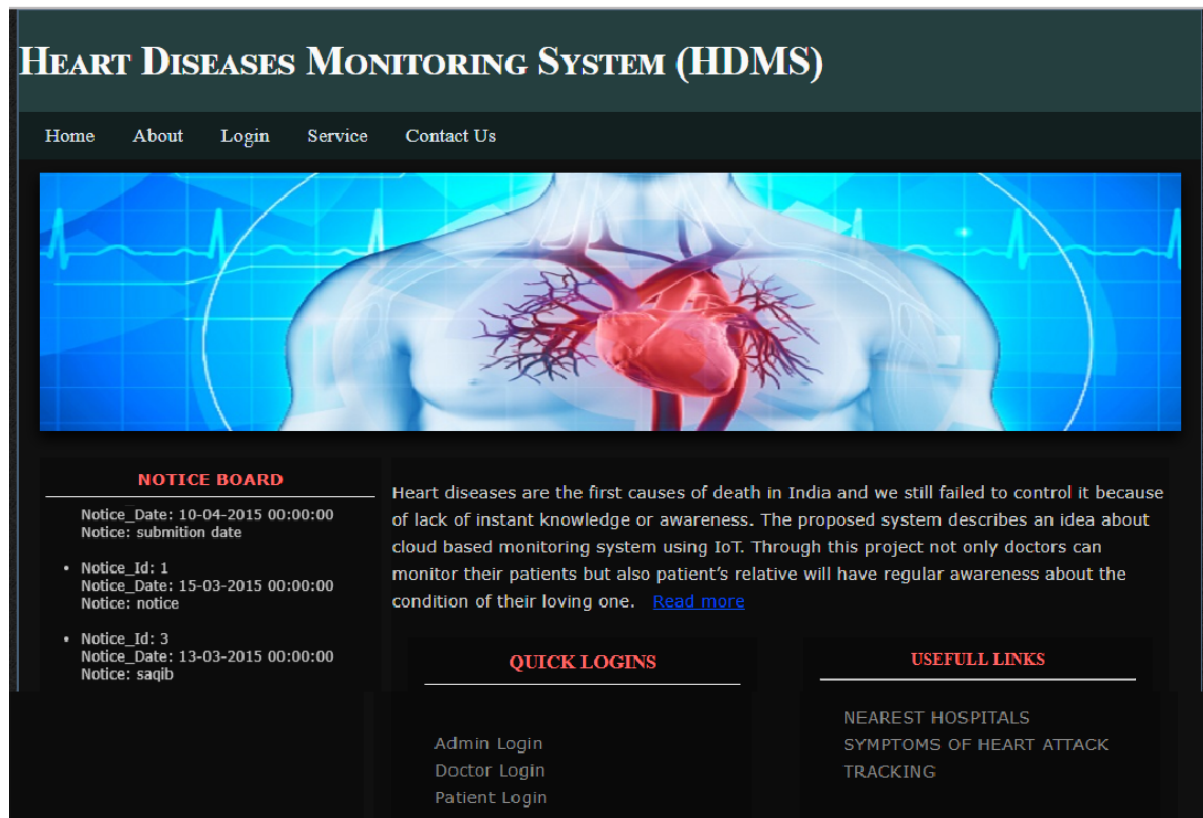 Heart Diseases Monitoring System (HDMS)
Home About Login Service Contact Us
NOTICE BOARD
Notice_Date: 10-04-2015 00:00:00
Notice: submition date
• Notice_Id: 1
Notice_Date: 15-03-2015 00:00:00
Notice: notice
• Notice_Id: 3
Notice_Date: 13-03-2015 00:00:00
Notice: saqib
Heart diseases are the first causes of death in India and we still failed to control it because
of lack of instant knowledge or awareness. The proposed system describes an idea about
cloud based monitoring system using IoT. Through this project not only doctors can
monitor their patients but also patient's relative will have regular awareness about the
condition of their loving one. Read more
QUICK LOGINS
Admin Login
Doctor Login
Patient Login
USEFULL LINKS
NEAREST HOSPITALS
SYMPTOMS OF HEART ATTACK
TRACKING